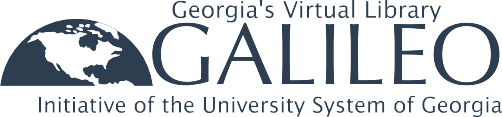 Georgia's Virtual Library
GALILEO
Initiative of the University System of Georgia